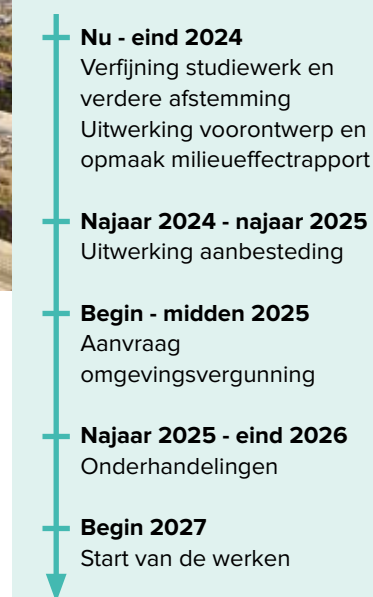 Nu - eind 2024
Verfijning studiewerk en
verdere afstemming
Uitwerking voorontwerp en
opmaak milieueffectrapport
Najaar 2024 - najaar 2025
Uitwerking aanbesteding
Begin - midden 2025
Aanvraag
omgevingsvergunning
Najaar 2025 - eind 2026
Onderhandelingen
Begin 2027
Start van de werken